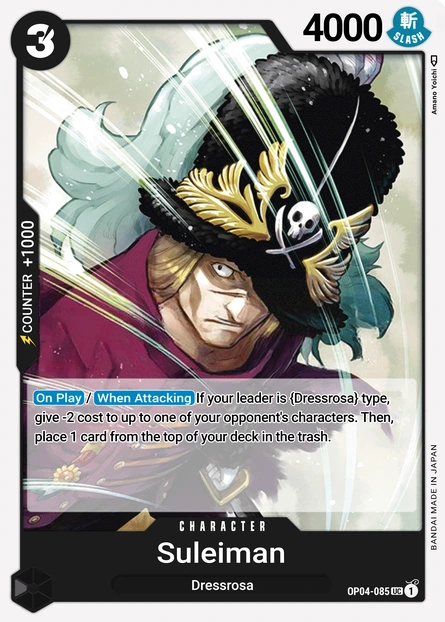 3
4000
斬
SLASH
Amano Yoichi
COUNTER +1000
On Play / When Attacking If your leader is {Dressrosa} type,
give -2 cost to up to one of your opponent's characters. Then,
place 1 card from the top of your deck in the trash.
CHARACTER
Suleiman
Dressrosa
OP04-085 UC 1
BANDAI MADE IN JAPAN